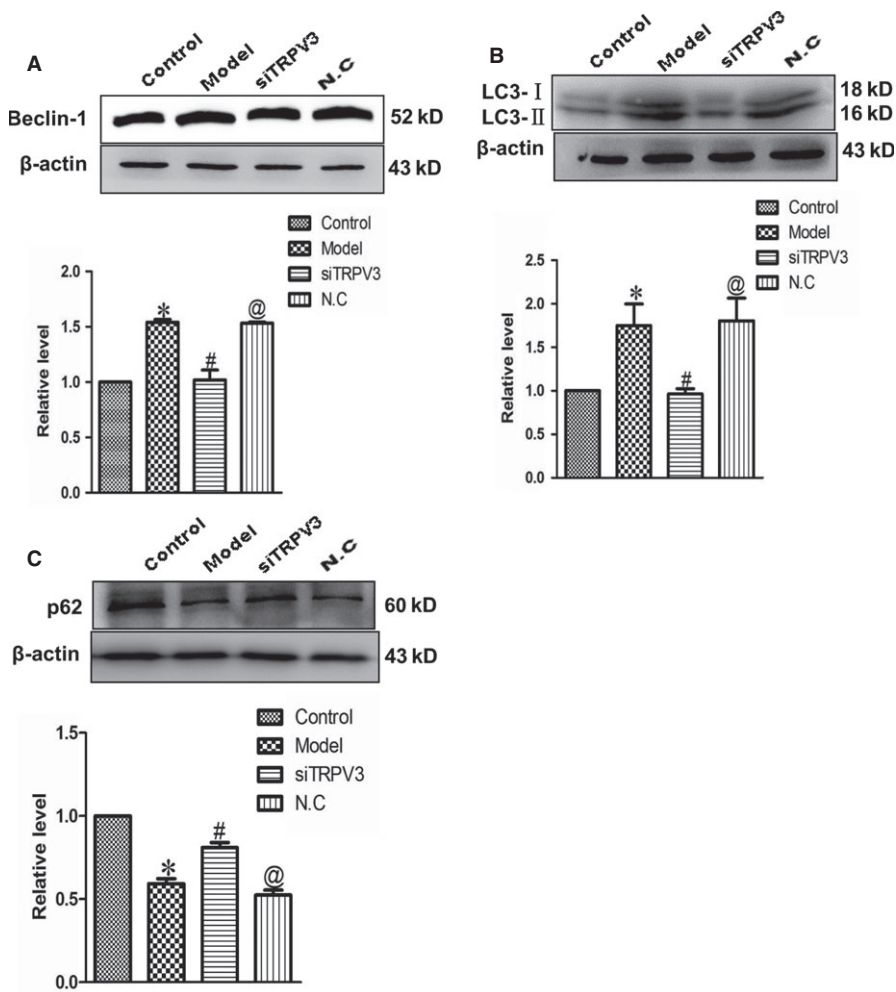 A
Control Model siTRPV3 N.C
Beclin-1 52 kD
β-actin 43 kD
Control
Model
siTRPV3
N.C
Relative level
2.0
1.5
1.0
0.5
0.0
* # @
B
Control Model siTRPV3 N.C
LC3-Ⅰ 18 kD
LC3-Ⅱ 16 kD
β-actin 43 kD
Control
Model
siTRPV3
N.C
Relative level
2.5
2.0
1.5
1.0
0.5
0.0
* # @
C
Control Model siTRPV3 N.C
p62 60 kD
β-actin 43 kD
Control
Model
siTRPV3
N.C
Relative level
1.5
1.0
0.5
0.0
* # @